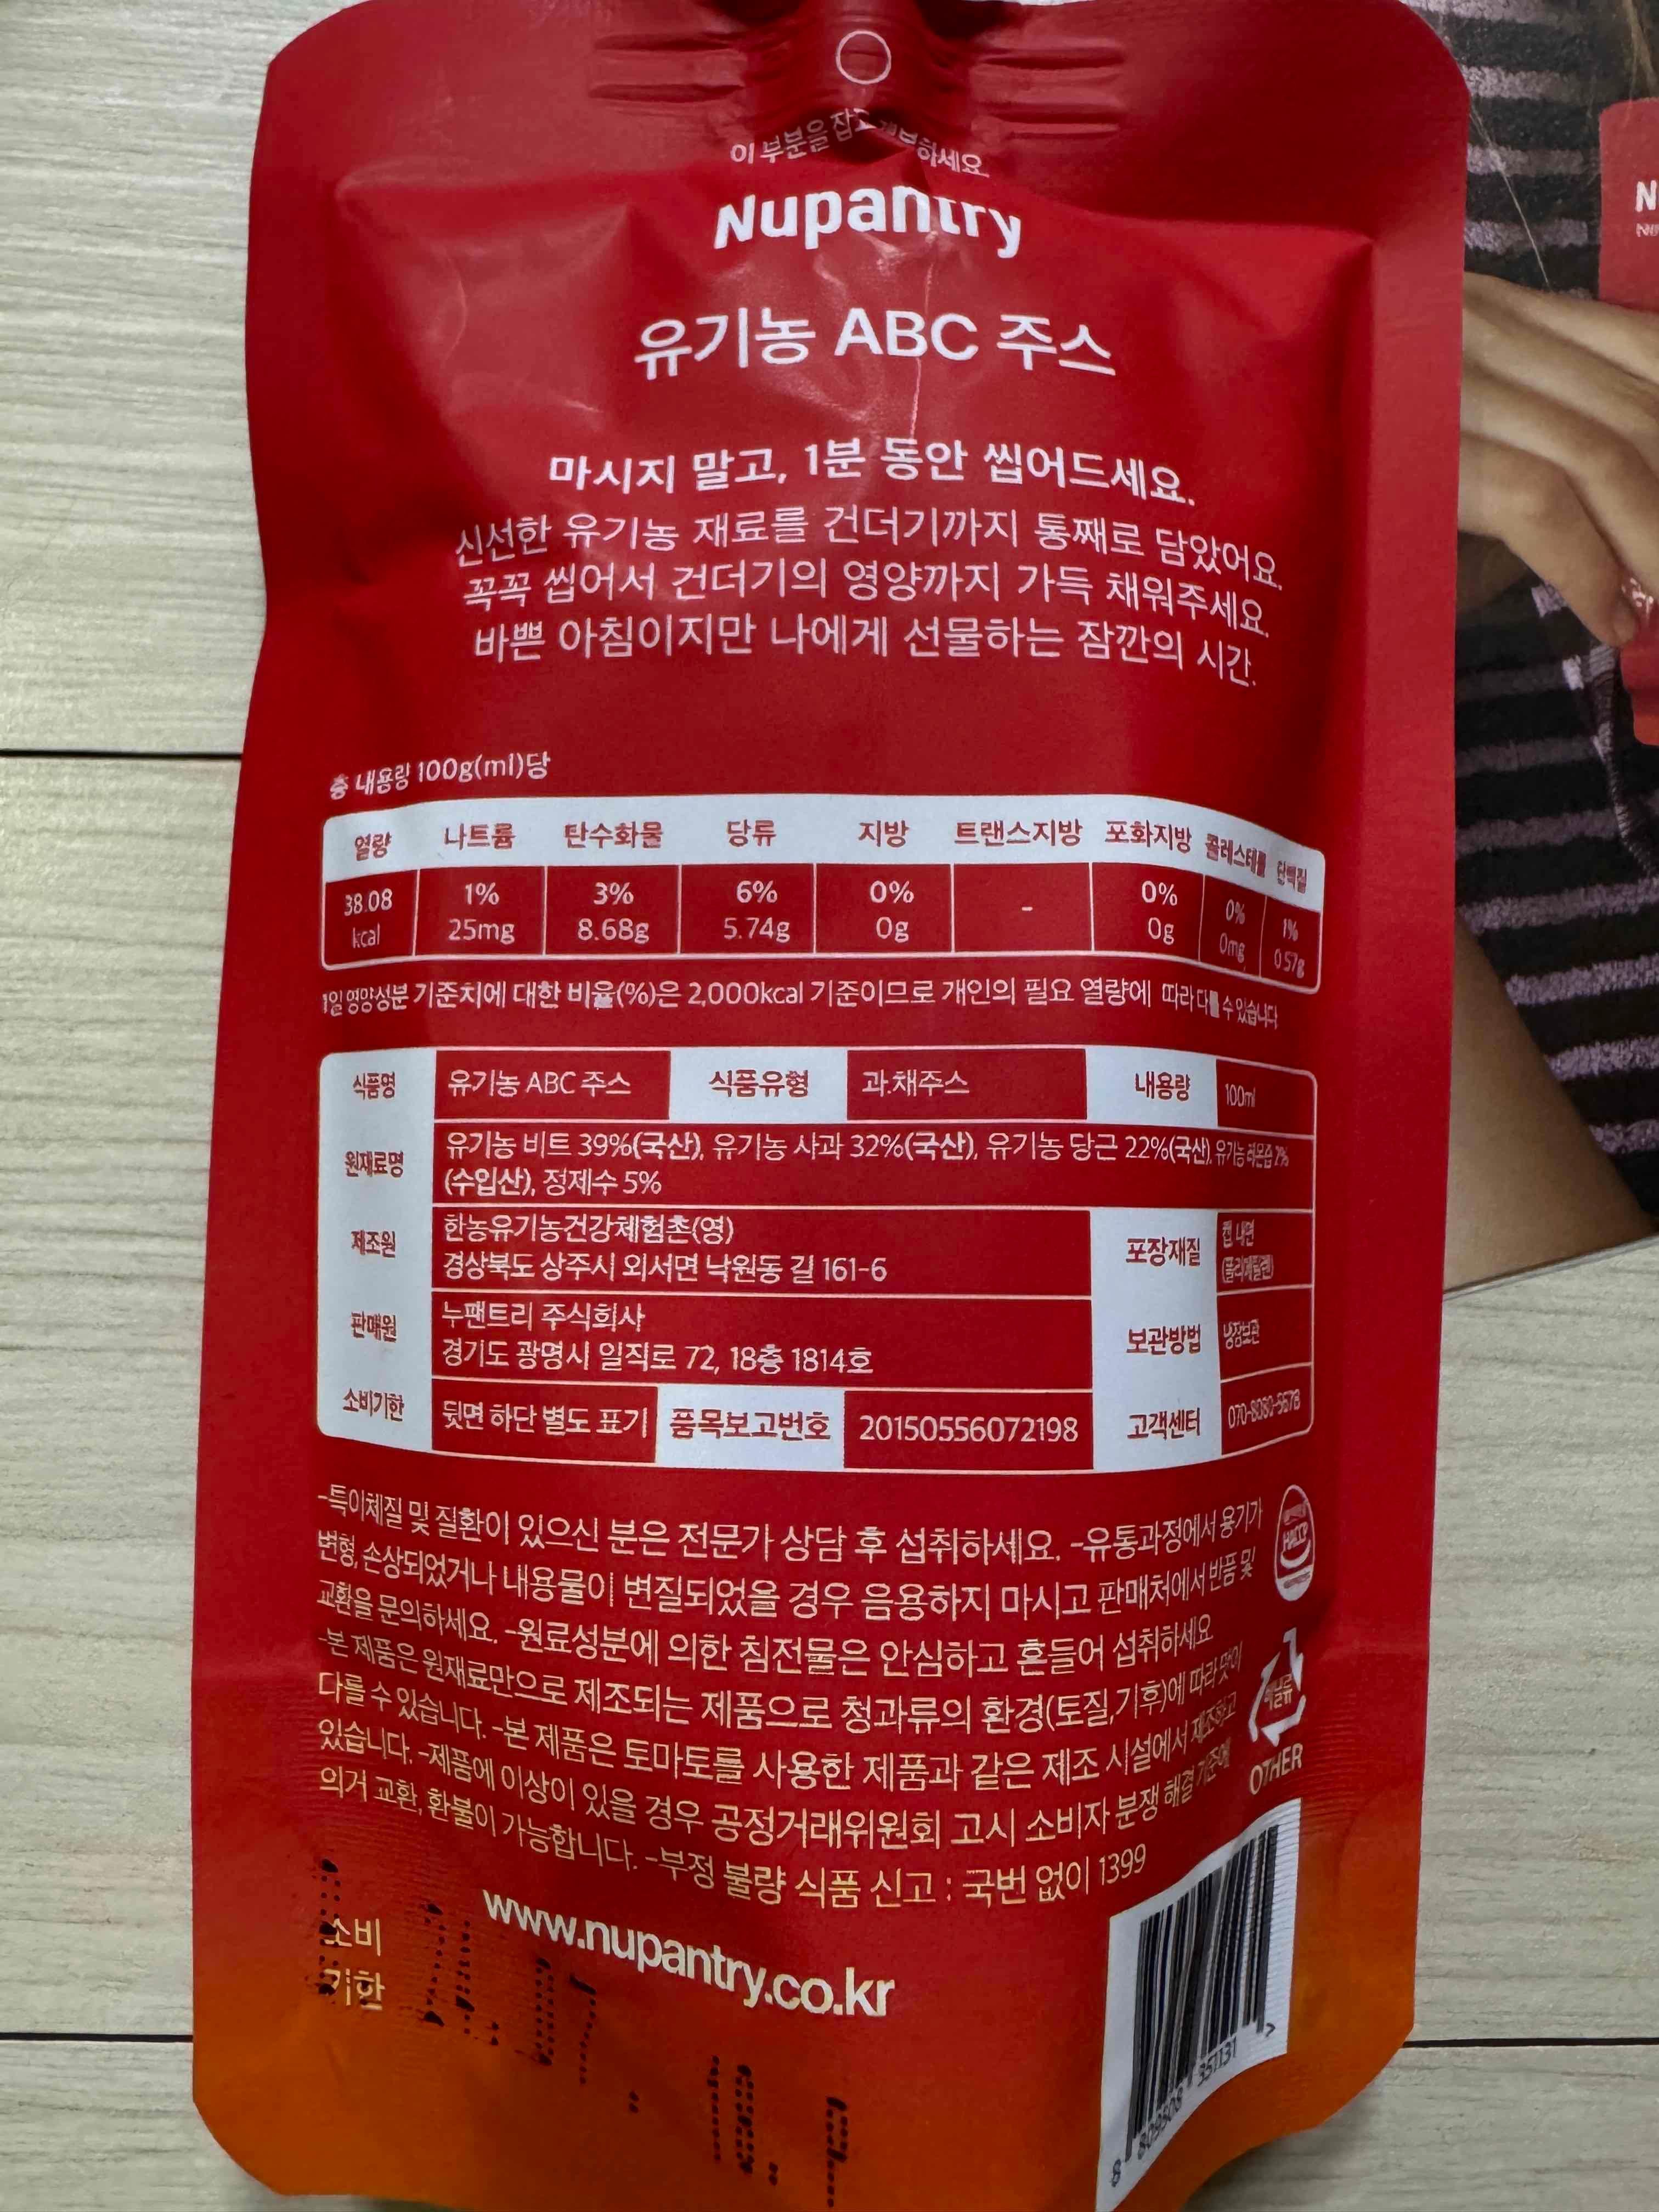 이 부분을 잡고 개봉하세요
Nupantry
유기농 ABC 주스
마시지 말고, 1분 동안 씹어드세요.
신선한 유기농 재료를 건더기까지 통째로 담았어요.
꼭꼭 씹어서 건더기의 영양까지 가득 채워주세요.
바쁜 아침이지만 나에게 선물하는 잠깐의 시간.
총 내용량 100g(ml)당
열량 나트륨 탄수화물 당류 지방 트랜스지방 포화지방 콜레스테롤 단백질
38.08 1% 3% 6% 0% - 0% 0% 1%
kcal 25mg 8.68g 5.74g 0g 0g 0mg 0.57g
1일 영양성분 기준치에 대한 비율(%)은 2,000kcal 기준이므로 개인의 필요 열량에 따라 다를 수 있습니다
식품명 유기농 ABC 주스 식품유형 과.채주스 내용량 100ml
원재료명 유기농 비트 39%(국산), 유기농 사과 32%(국산), 유기농 당근 22%(국산), 유기농 레몬즙 2%
(수입산), 정제수 5%
제조원 한농유기농건강체험촌(영)
경상북도 상주시 외서면 낙원동 길 161-6
포장재질 캡 내면
(폴리에틸렌)
판매원 누팬트리 주식회사
경기도 광명시 일직로 72, 18층 1814호
보관방법 냉장보관
소비기한 뒷면 하단 별도 표기 품목보고번호 20150556072198 고객센터 070-8080-5678
-특이체질 및 질환이 있으신 분은 전문가 상담 후 섭취하세요. -유통과정에서 용기가
변형, 손상되었거나 내용물이 변질되었을 경우 음용하지 마시고 판매처에서 반품 및
교환을 문의하세요. -원료성분에 의한 침전물은 안심하고 흔들어 섭취하세요
-본 제품은 원재료만으로 제조되는 제품으로 청과류의 환경(토질,기후)에 따라 맛이
다를 수 있습니다. -본 제품은 토마토를 사용한 제품과 같은 제조 시설에서 제조하고
있습니다. -제품에 이상이 있을 경우 공정거래위원회 고시 소비자 분쟁 해결 기준에
의거 교환, 환불이 가능합니다. -부정 불량 식품 신고 : 국번 없이 1399
HACCP
비닐류
OTHER
www.nupantry.co.kr
소비
기한
07. 18. P
8 809508 351131 >